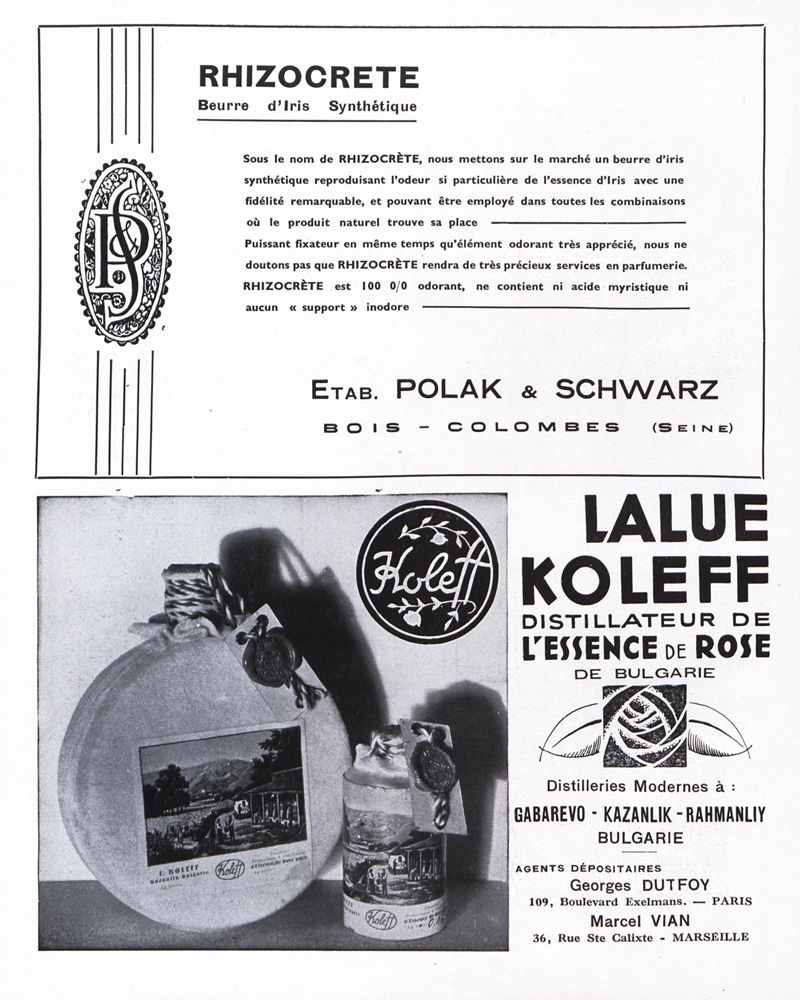 RHIZOCRETE
Beurre d'Iris Synthétique
Sous le nom de RHIZOCRÈTE, nous mettons sur le marché un beurre d'iris
synthétique reproduisant l'odeur si particulière de l'essence d'Iris avec une
fidélité remarquable, et pouvant être employé dans toutes les combinaisons
où le produit naturel trouve sa place
Puissant fixateur en même temps qu'élément odorant très apprécié, nous ne
doutons pas que RHIZOCRÈTE rendra de très précieux services en parfumerie.
RHIZOCRÈTE est 100 0/0 odorant, ne contient ni acide myristique ni
aucun « support » inodore
P&S
ETAB. POLAK & SCHWARZ
BOIS - COLOMBES (SEINE)
Koleff
L. KOLEFF
Kazanlik-Bulgarie
Koleff
Koleff
LALUE
KOLEFF
DISTILLATEUR DE
L'ESSENCE DE ROSE
DE BULGARIE
Distilleries Modernes à :
GABAREVO - KAZANLIK - RAHMANLIY
BULGARIE
AGENTS DÉPOSITAIRES
Georges DUTFOY
109, Boulevard Exelmans. — PARIS
Marcel VIAN
36, Rue Ste Calixte - MARSEILLE